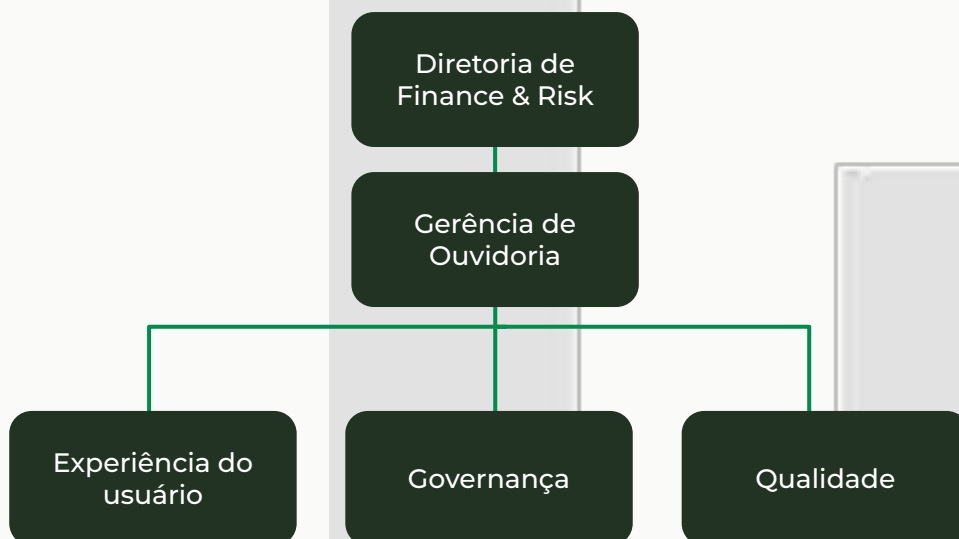 Diretoria de
Finance & Risk
Gerência de
Ouvidoria
Experiência do
usuário
Governança
Qualidade